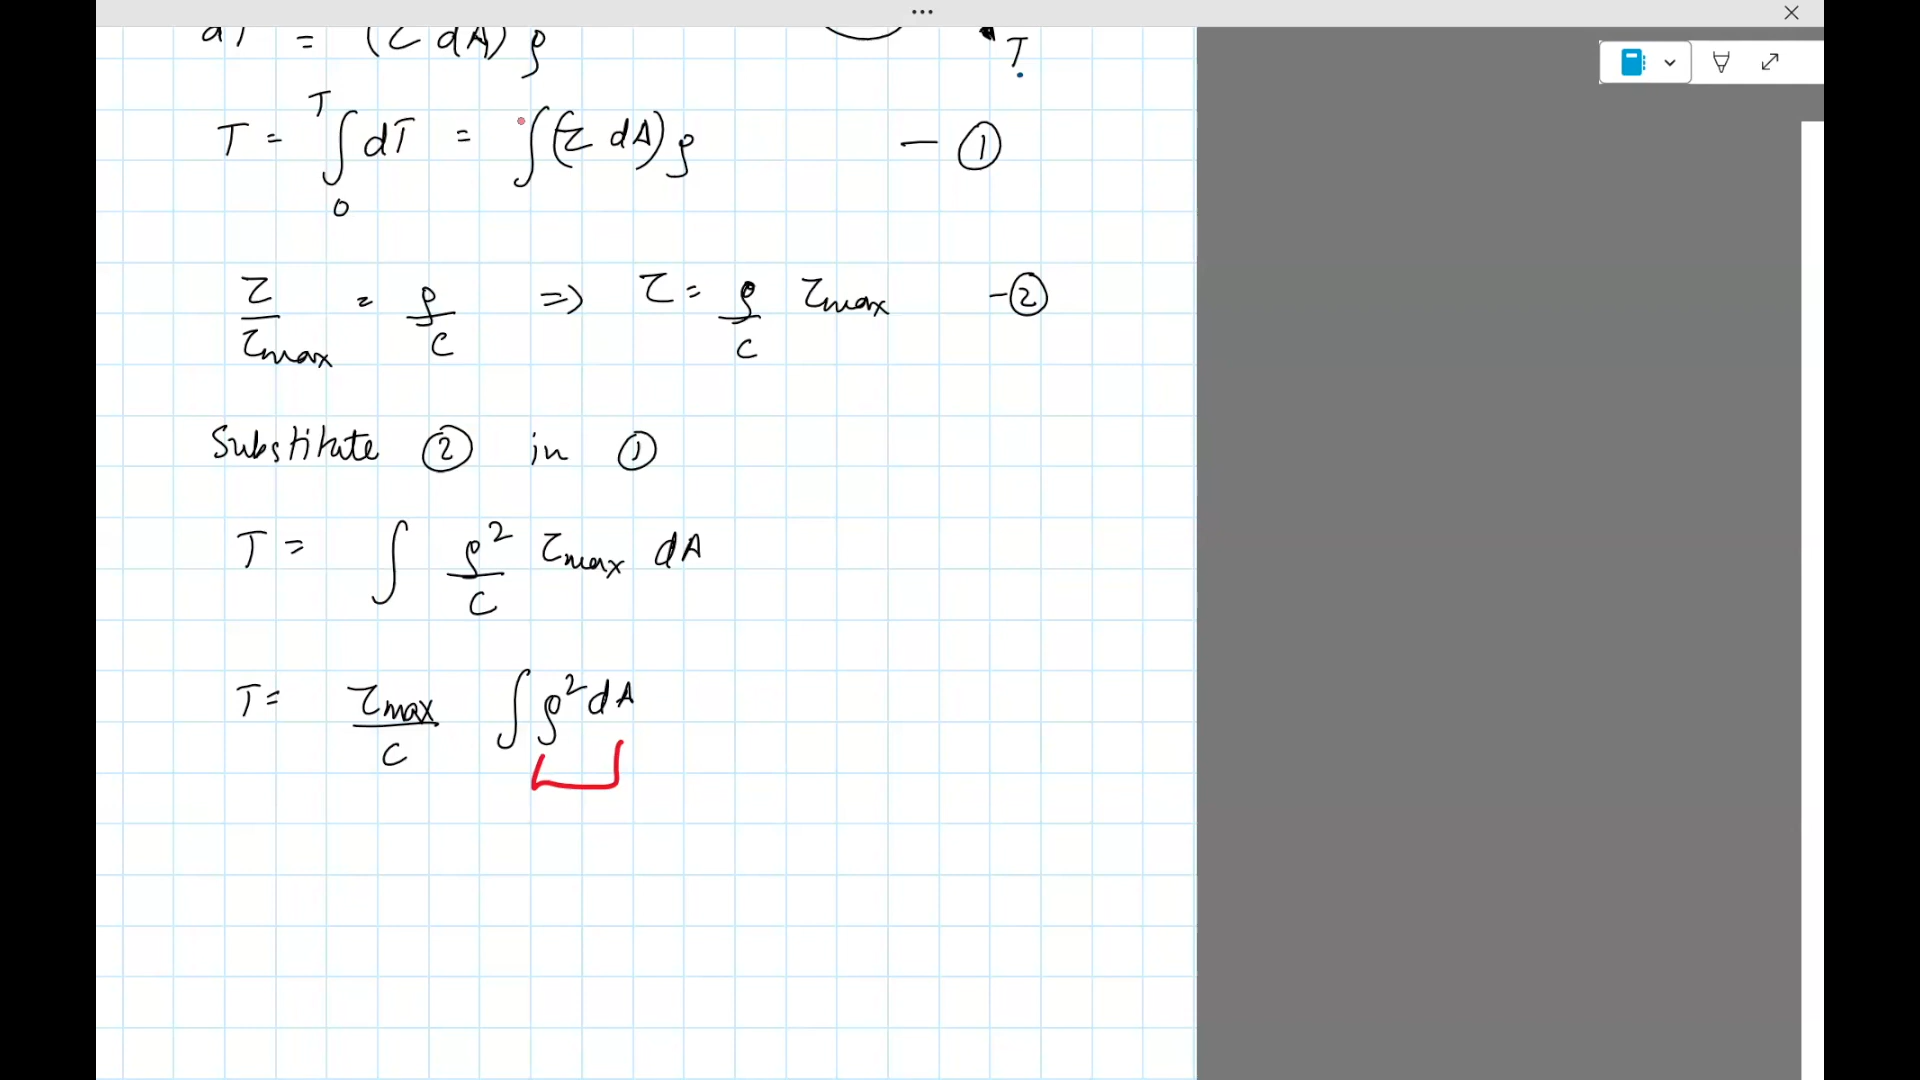 dT = (τ dA) ρ
T
T = ∫₀ᵀ dT = ∫(τ dA) ρ — ①
τ/τmax = ρ/c => τ = ρ/c τmax -②
Substitute ② in ①
T = ∫ ρ²/c τmax dA
T = τmax/c ∫ρ² dA